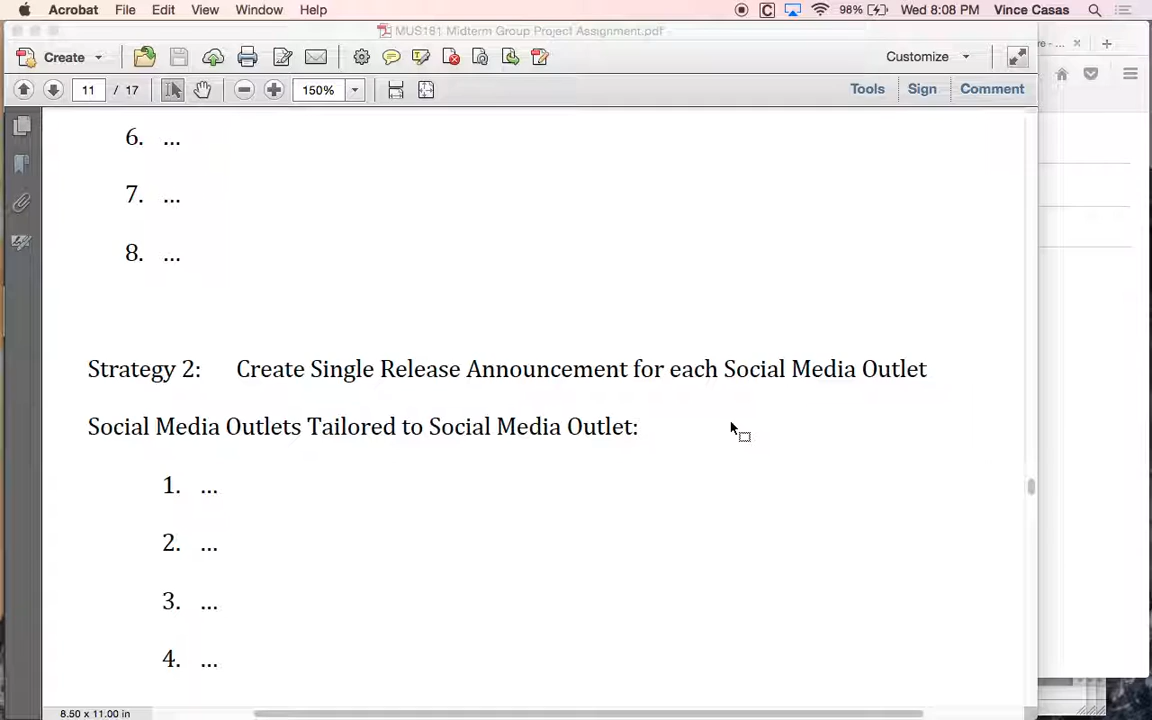 Acrobat File Edit View Window Help 98% Wed 8:08 PM Vince Casas
MUS161 Midterm Group Project Assignment.pdf
re - ...
Create Customize
11 / 17 150% Tools Sign Comment
6. ...
7. ...
8. ...
Strategy 2: Create Single Release Announcement for each Social Media Outlet
Social Media Outlets Tailored to Social Media Outlet:
1. ...
2. ...
3. ...
4. ...
8.50 x 11.00 in